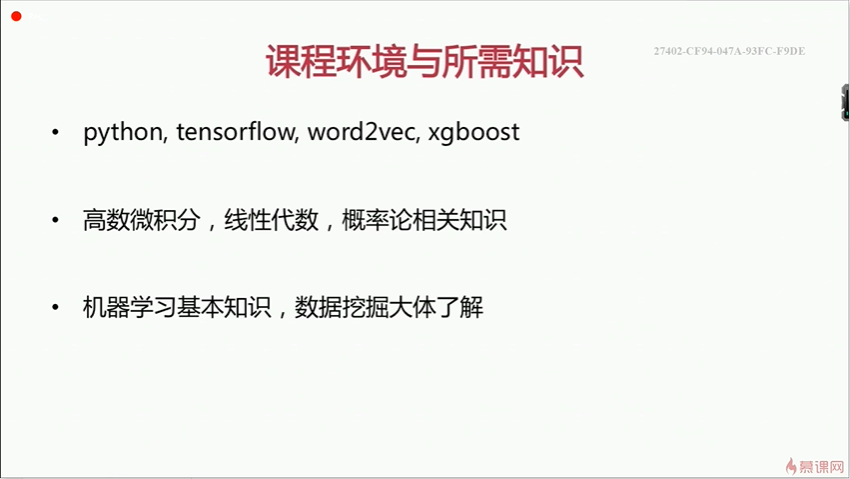 课程环境与所需知识
27402-CF94-047A-93FC-F9DE
• python, tensorflow, word2vec, xgboost
• 高数微积分，线性代数，概率论相关知识
• 机器学习基本知识，数据挖掘大体了解
慕课网